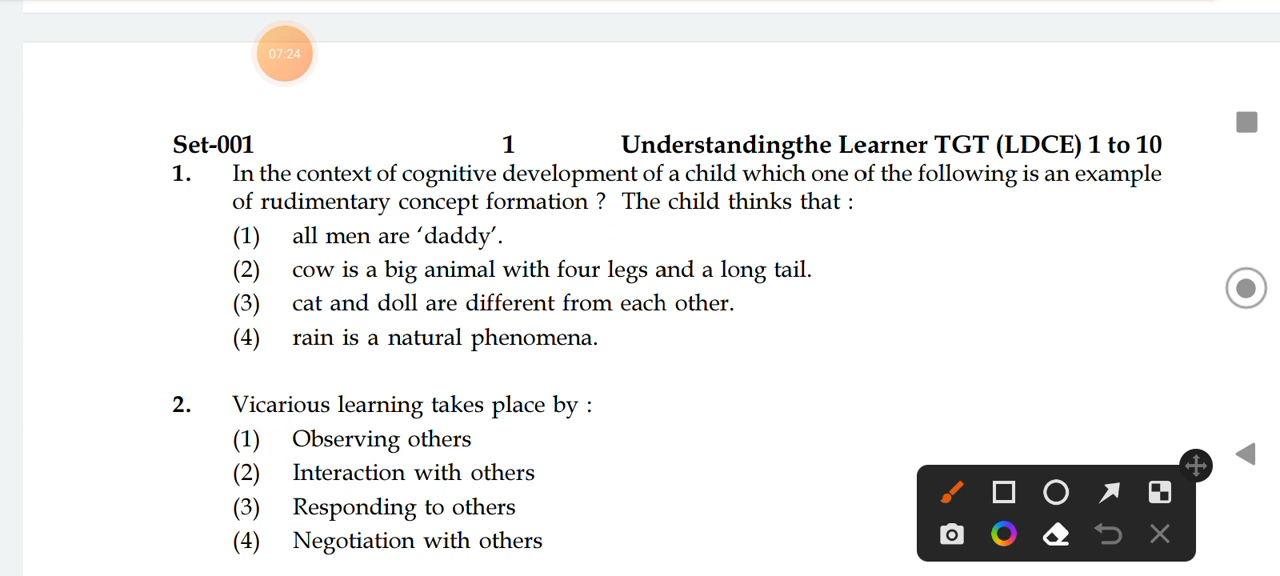 07:24
Set-001 1 Understandingthe Learner TGT (LDCE) 1 to 10
1. In the context of cognitive development of a child which one of the following is an example
of rudimentary concept formation ? The child thinks that :
(1) all men are ‘daddy’.
(2) cow is a big animal with four legs and a long tail.
(3) cat and doll are different from each other.
(4) rain is a natural phenomena.
2. Vicarious learning takes place by :
(1) Observing others
(2) Interaction with others
(3) Responding to others
(4) Negotiation with others